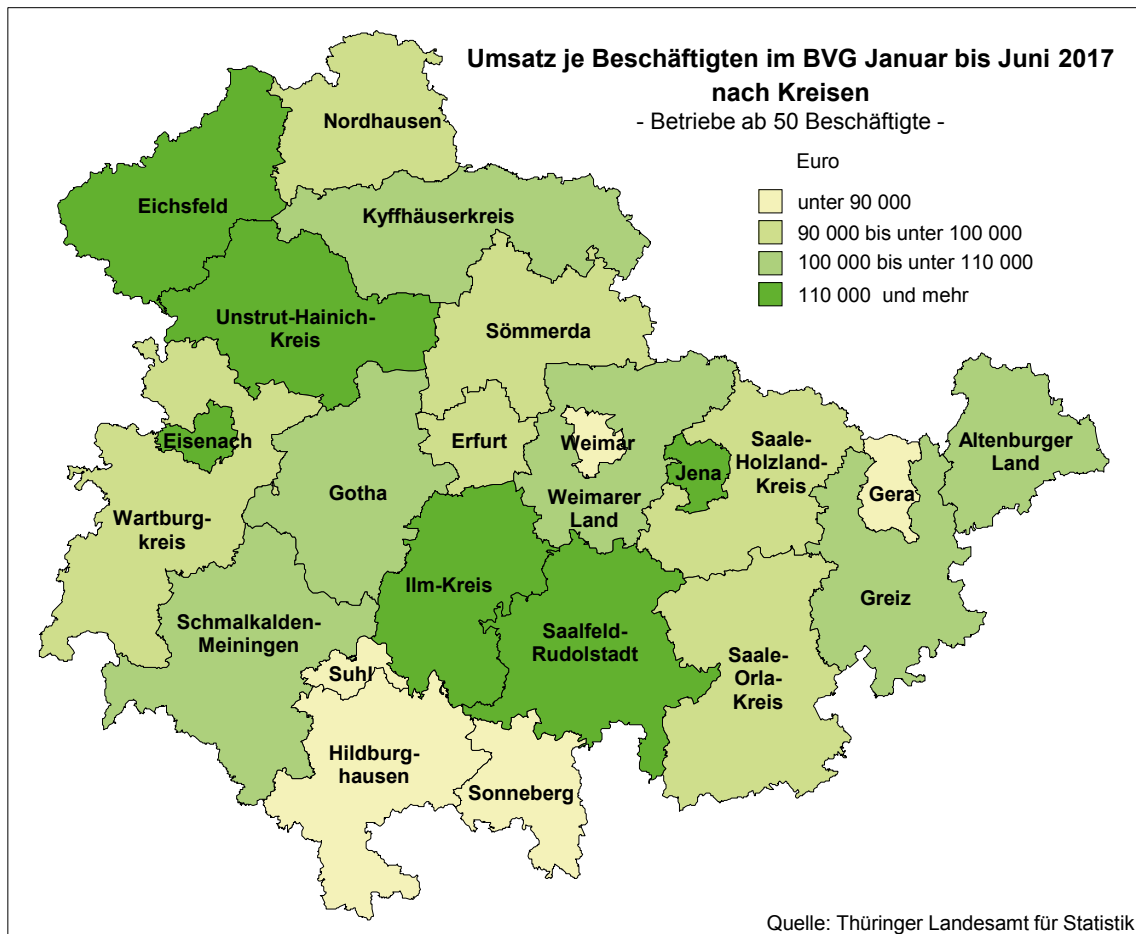 Umsatz je Beschäftigten im BVG Januar bis Juni 2017
nach Kreisen
- Betriebe ab 50 Beschäftigte -
Euro
unter 90 000
90 000 bis unter 100 000
100 000 bis unter 110 000
110 000 und mehr
Nordhausen
Eichsfeld
Kyffhäuserkreis
Unstrut-Hainich-
Kreis
Sömmerda
Eisenach
Erfurt
Weimar
Saale-
Holzland-
Kreis
Altenburger
Land
Jena
Gera
Gotha
Weimarer
Land
Wartburg-
kreis
Ilm-Kreis
Greiz
Schmalkalden-
Meiningen
Saalfeld-
Rudolstadt
Saale-
Orla-
Kreis
Suhl
Hildburg-
hausen
Sonneberg
Quelle: Thüringer Landesamt für Statistik